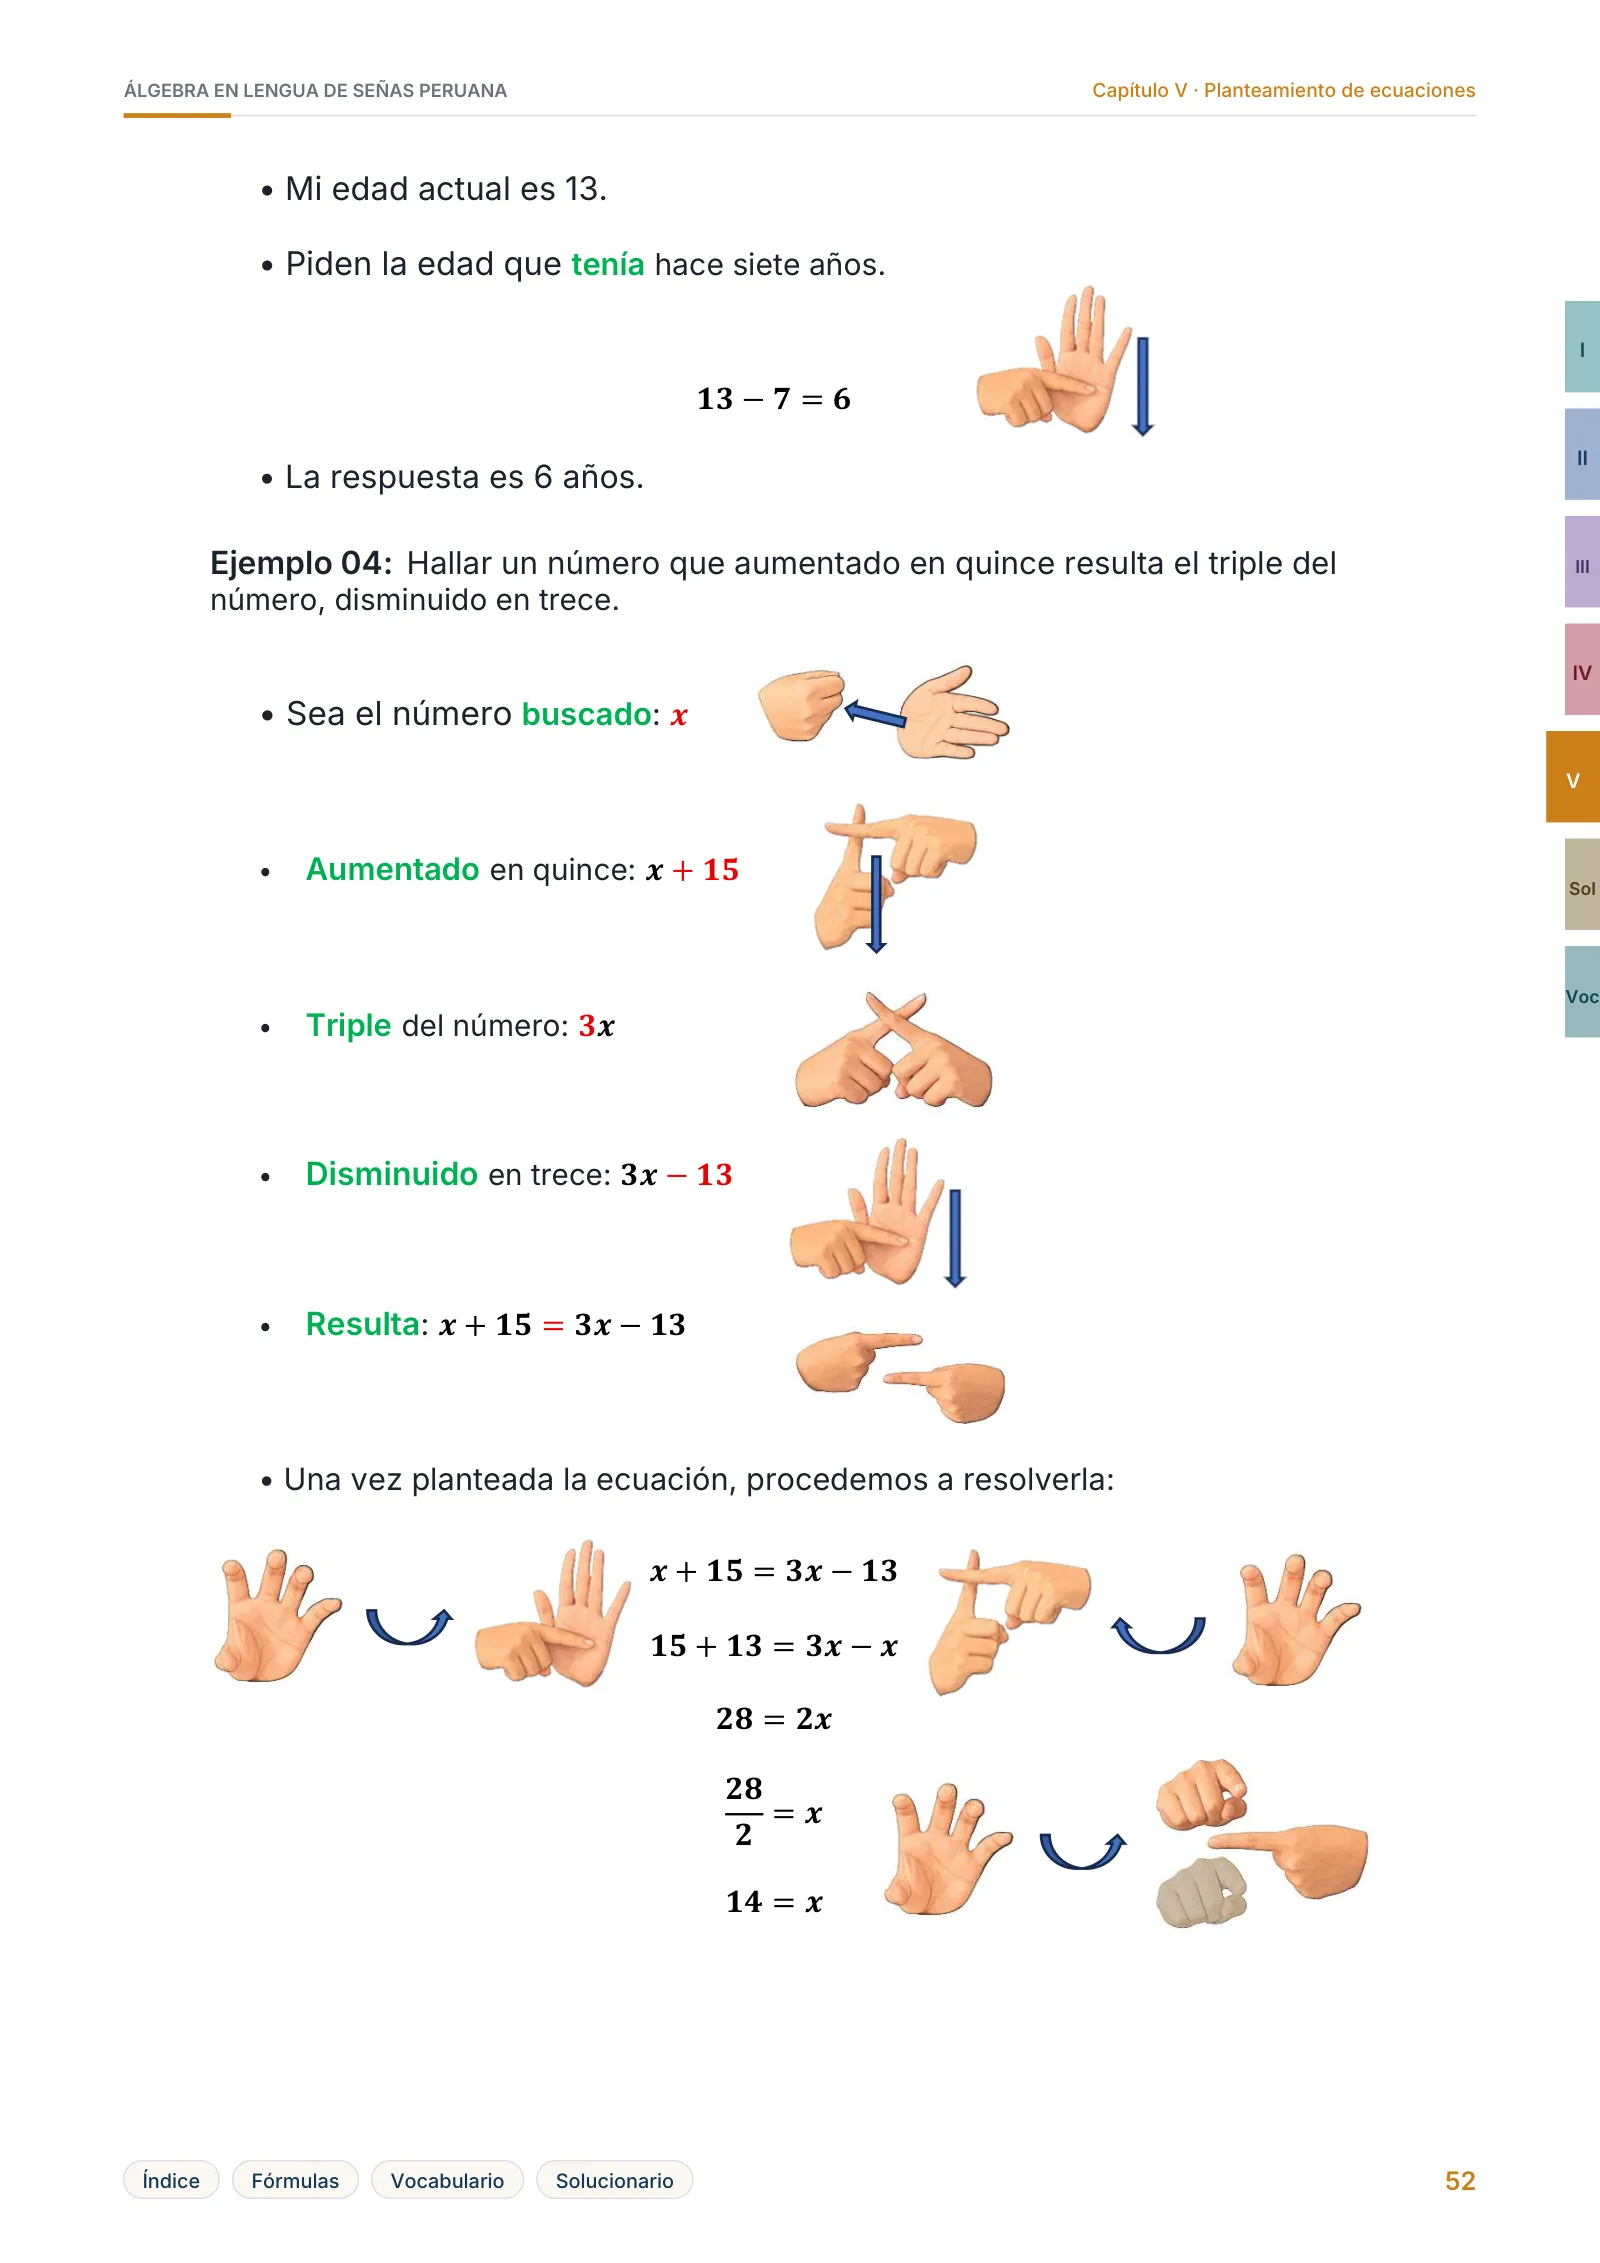 ÁLGEBRA EN LENGUA DE SEÑAS PERUANA
Capítulo V · Planteamiento de ecuaciones
• Mi edad actual es 13.
• Piden la edad que tenía hace siete años.
13 − 7 = 6
• La respuesta es 6 años.
Ejemplo 04: Hallar un número que aumentado en quince resulta el triple del
número, disminuido en trece.
• Sea el número buscado: x
• Aumentado en quince: x + 15
• Triple del número: 3x
• Disminuido en trece: 3x − 13
• Resulta: x + 15 = 3x − 13
• Una vez planteada la ecuación, procedemos a resolverla:
x + 15 = 3x − 13
15 + 13 = 3x − x
28 = 2x
28/2 = x
14 = x
I
II
III
IV
V
Sol
Voc
Índice
Fórmulas
Vocabulario
Solucionario
52